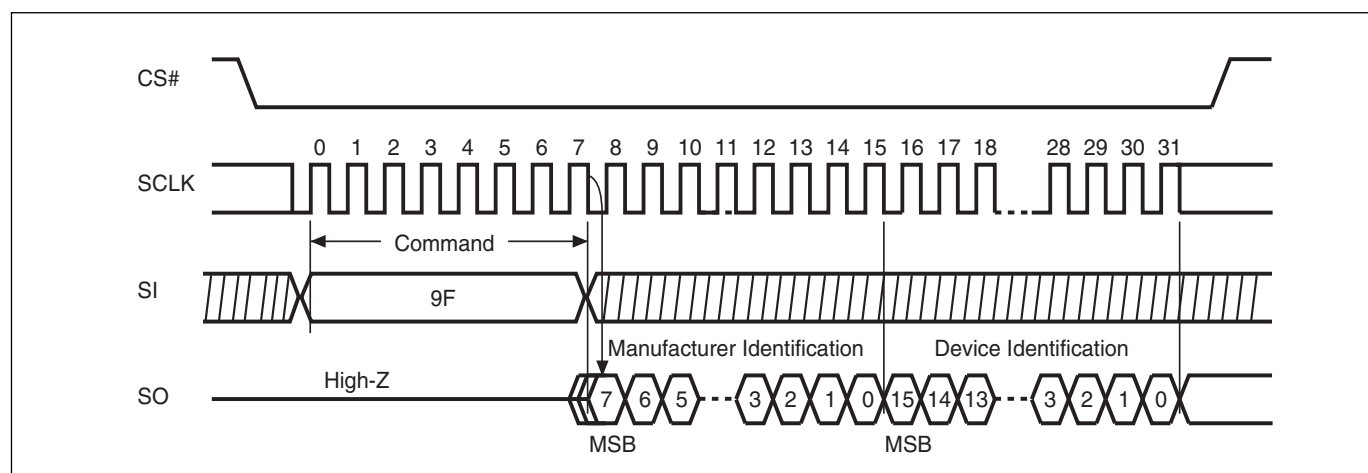 CS#
0 1 2 3 4 5 6 7 8 9 10 11 12 13 14 15 16 17 18 28 29 30 31
SCLK
Command
SI
9F
Manufacturer Identification Device Identification
High-Z
SO
7 6 5 3 2 1 0 15 14 13 3 2 1 0
MSB MSB